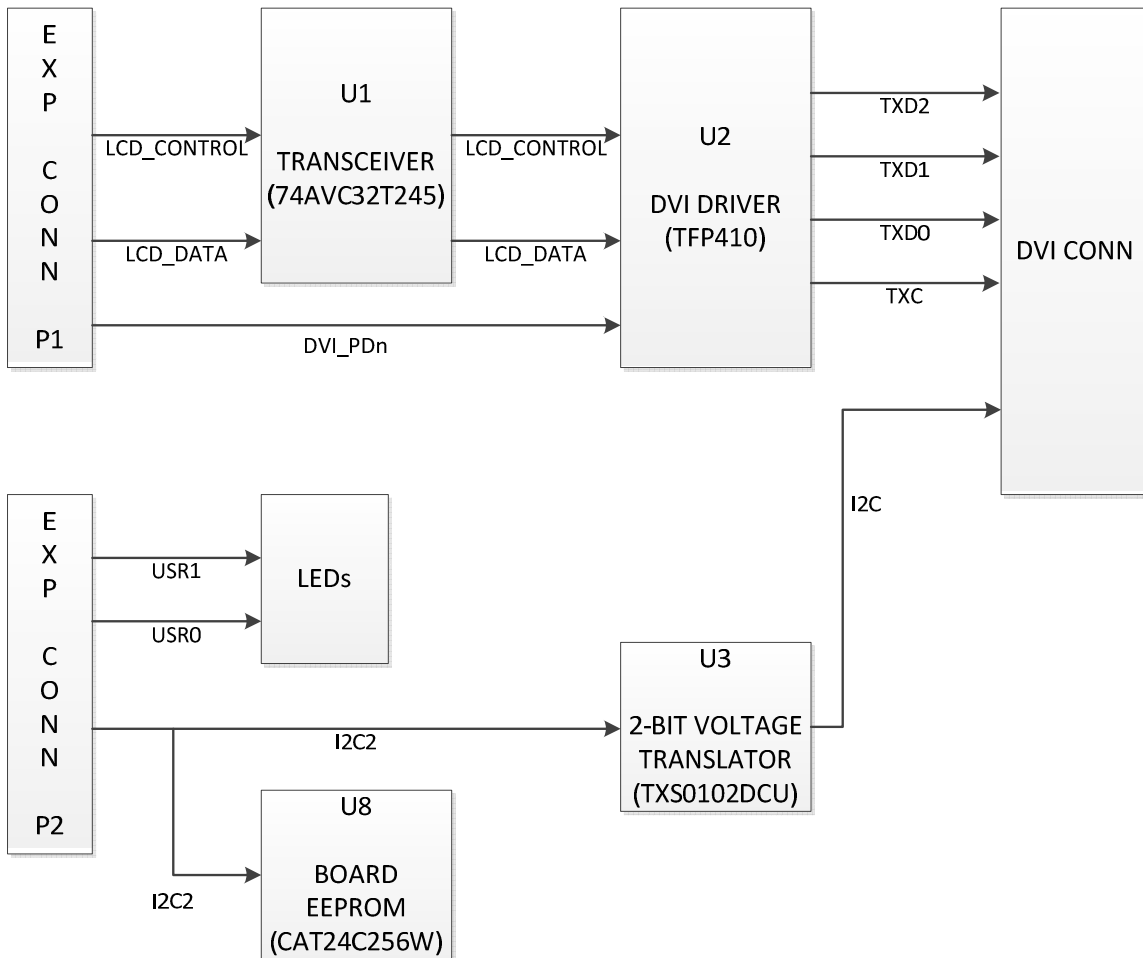 E
X
P
C
O
N
N
P1
LCD_CONTROL
LCD_DATA
DVI_PDn
U1
TRANSCEIVER
(74AVC32T245)
LCD_CONTROL
LCD_DATA
U2
DVI DRIVER
(TFP410)
TXD2
TXD1
TXD0
TXC
DVI CONN
I2C
E
X
P
C
O
N
N
P2
USR1
USR0
LEDs
I2C2
U3
2-BIT VOLTAGE
TRANSLATOR
(TXS0102DCU)
I2C2
U8
BOARD
EEPROM
(CAT24C256W)